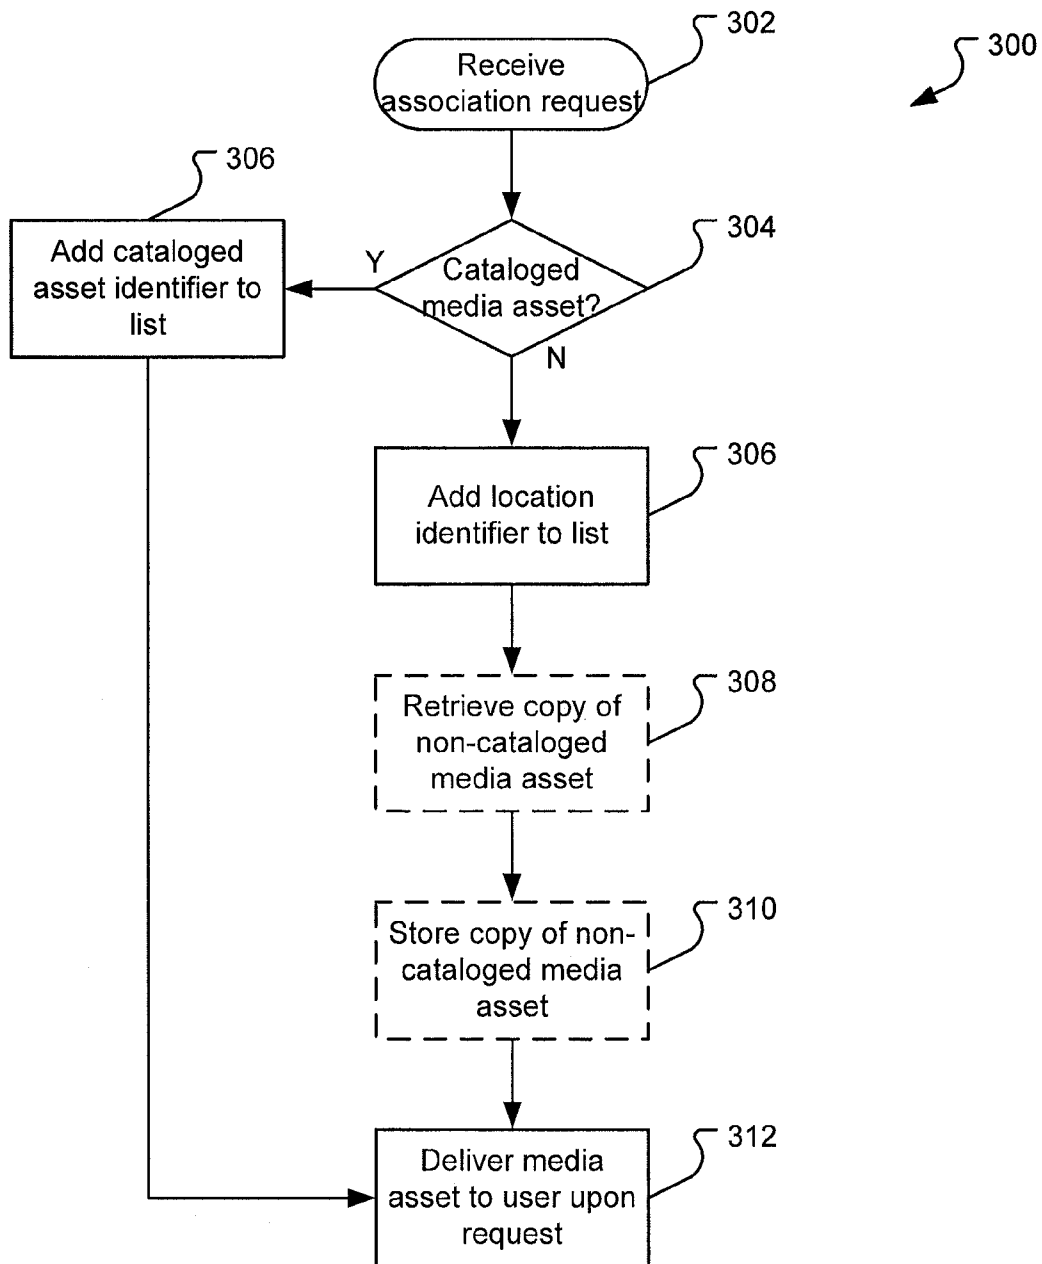 302
300
Receive
association request
306
304
Add cataloged
asset identifier to
list
Y
Cataloged
media asset?
N
306
Add location
identifier to list
308
Retrieve copy of
non-cataloged
media asset
310
Store copy of non-
cataloged media
asset
312
Deliver media
asset to user upon
request